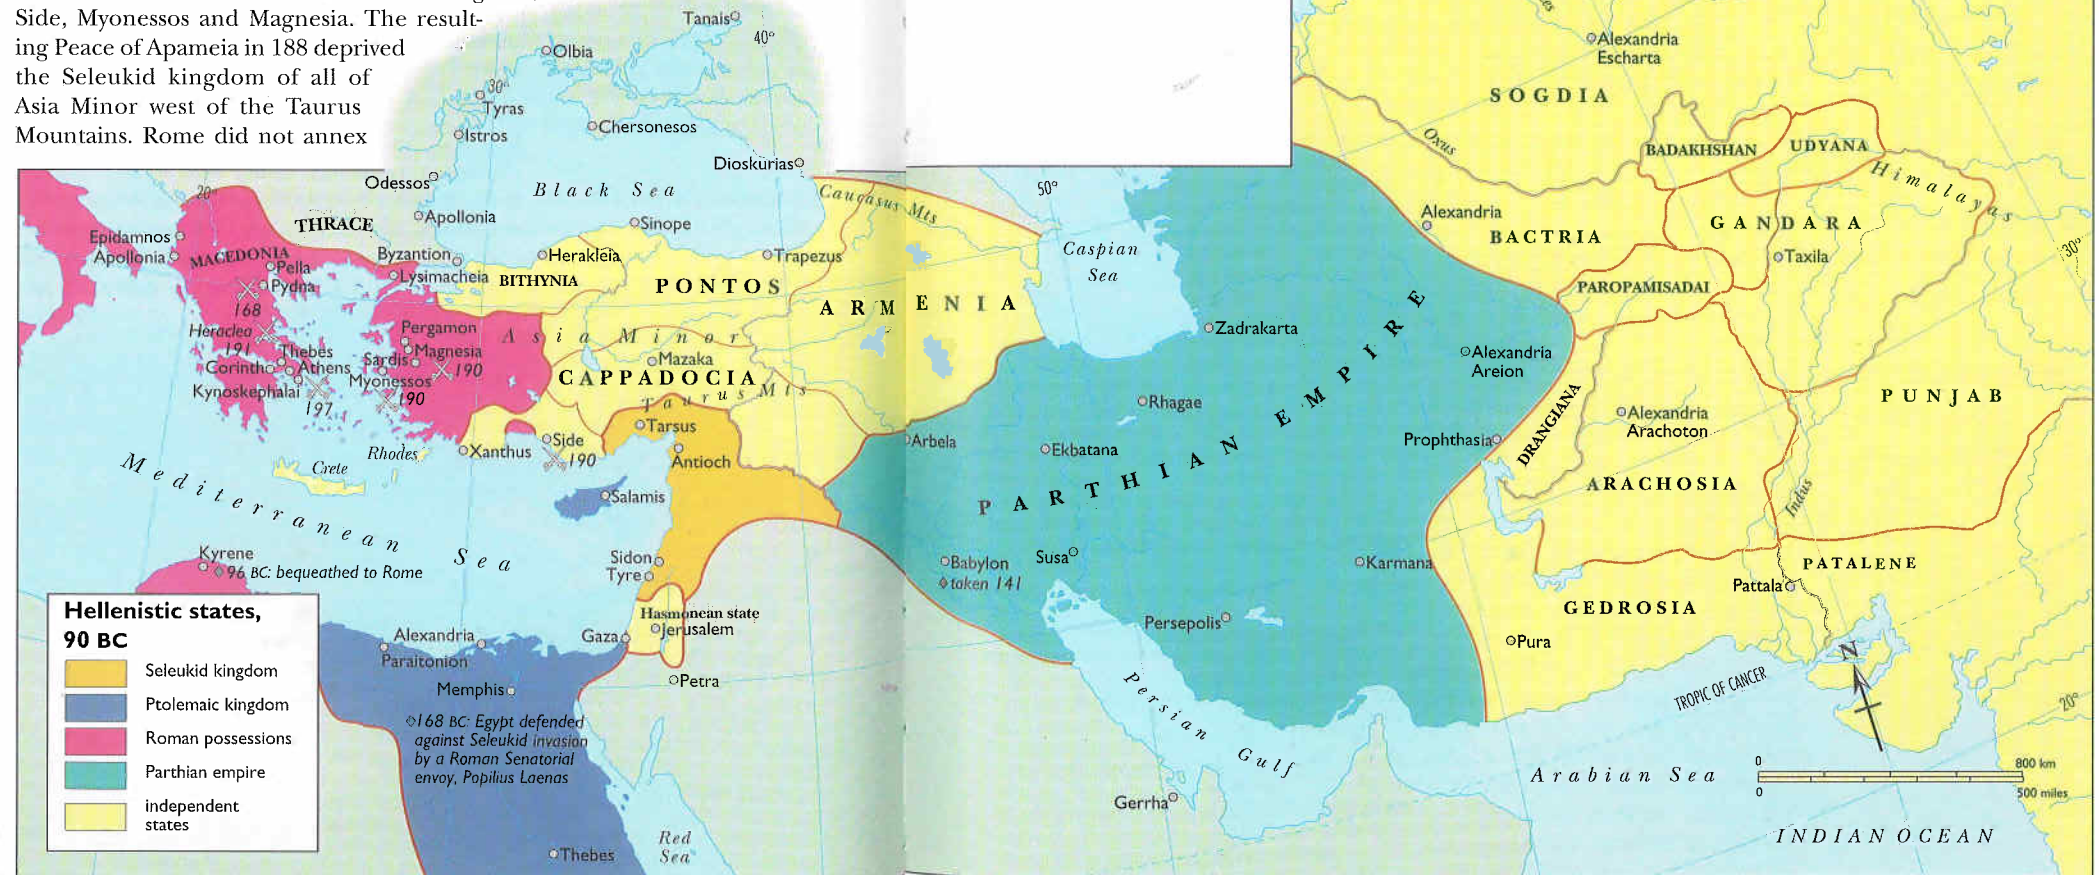 Side, Myonessos and Magnesia. The result-
ing Peace of Apameia in 188 deprived
the Seleukid kingdom of all of
Asia Minor west of the Taurus
Mountains. Rome did not annex
Tanais
40°
Olbia
30°
Tyras
Istros
Chersonesos
Dioskurias
Odessos
Black Sea
Apollonia
Sinope
20°
THRACE
Epidamnos
Apollonia
MACEDONIA
Pella
Pydna
168
Byzantion
Lysimacheia
Herakleia
BITHYNIA
PONTOS
Trapezus
Caucasus Mts
ARMENIA
Heraclea
191
Thebes
Corinth
Athens
Kynoskephalai
197
Pergamon
Sardis
Magnesia
190
Myonessos
190
Asia Minor
Mazaka
CAPPADOCIA
Taurus Mts
Tarsus
Antioch
Side
190
Xanthus
Rhodes
Crete
Salamis
Mediterranean Sea
Kyrene
96 BC: bequeathed to Rome
Sidon
Tyre
Hasmonean state
Jerusalem
Gaza
Petra
Alexandria
Paraitonion
Memphis
168 BC: Egypt defended
against Seleukid invasion
by a Roman Senatorial
envoy, Popilius Laenas
Thebes
Red
Sea
Hellenistic states,
90 BC
Seleukid kingdom
Ptolemaic kingdom
Roman possessions
Parthian empire
independent
states
50°
Caspian
Sea
Zadrakarta
Rhagae
Ekbatana
Arbela
PARTHIAN EMPIRE
Alexandria
Areion
Prophthasia
Babylon
taken 141
Susa
Karmana
Persepolis
Persian Gulf
Gerrha
Alexandria
Escharta
SOGDIA
Oxus
BADAKHSHAN
UDYANA
Himalayas
Alexandria
BACTRIA
GANDARA
Taxila
30°
PAROPAMISADAI
DRANGIANA
Alexandria
Arachoton
ARACHOSIA
PUNJAB
Indus
PATALENE
Pattala
GEDROSIA
Pura
TROPIC OF CANCER
N
20°
Arabian Sea
0
800 km
0
500 miles
INDIAN OCEAN